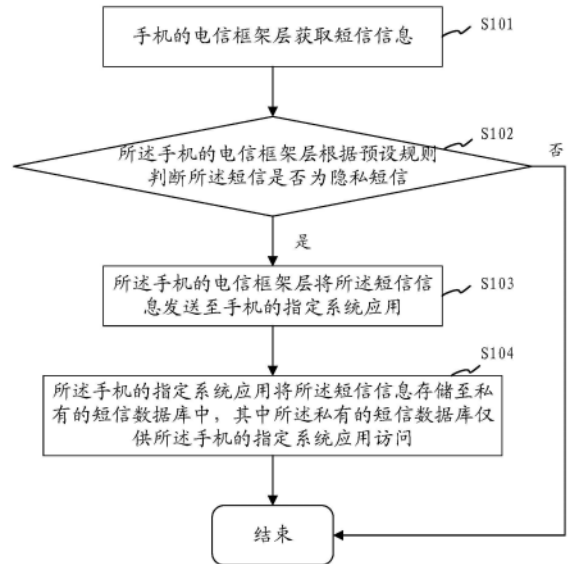 手机的电信框架层获取短信信息
S101
所述手机的电信框架层根据预设规则
判断所述短信是否为隐私短信
S102
否
是
所述手机的电信框架层将所述短信信
息发送至手机的指定系统应用
S103
S104
所述手机的指定系统应用将所述短信信息存储至私
有的短信数据库中，其中所述私有的短信数据库仅
供所述手机的指定系统应用访问
结束